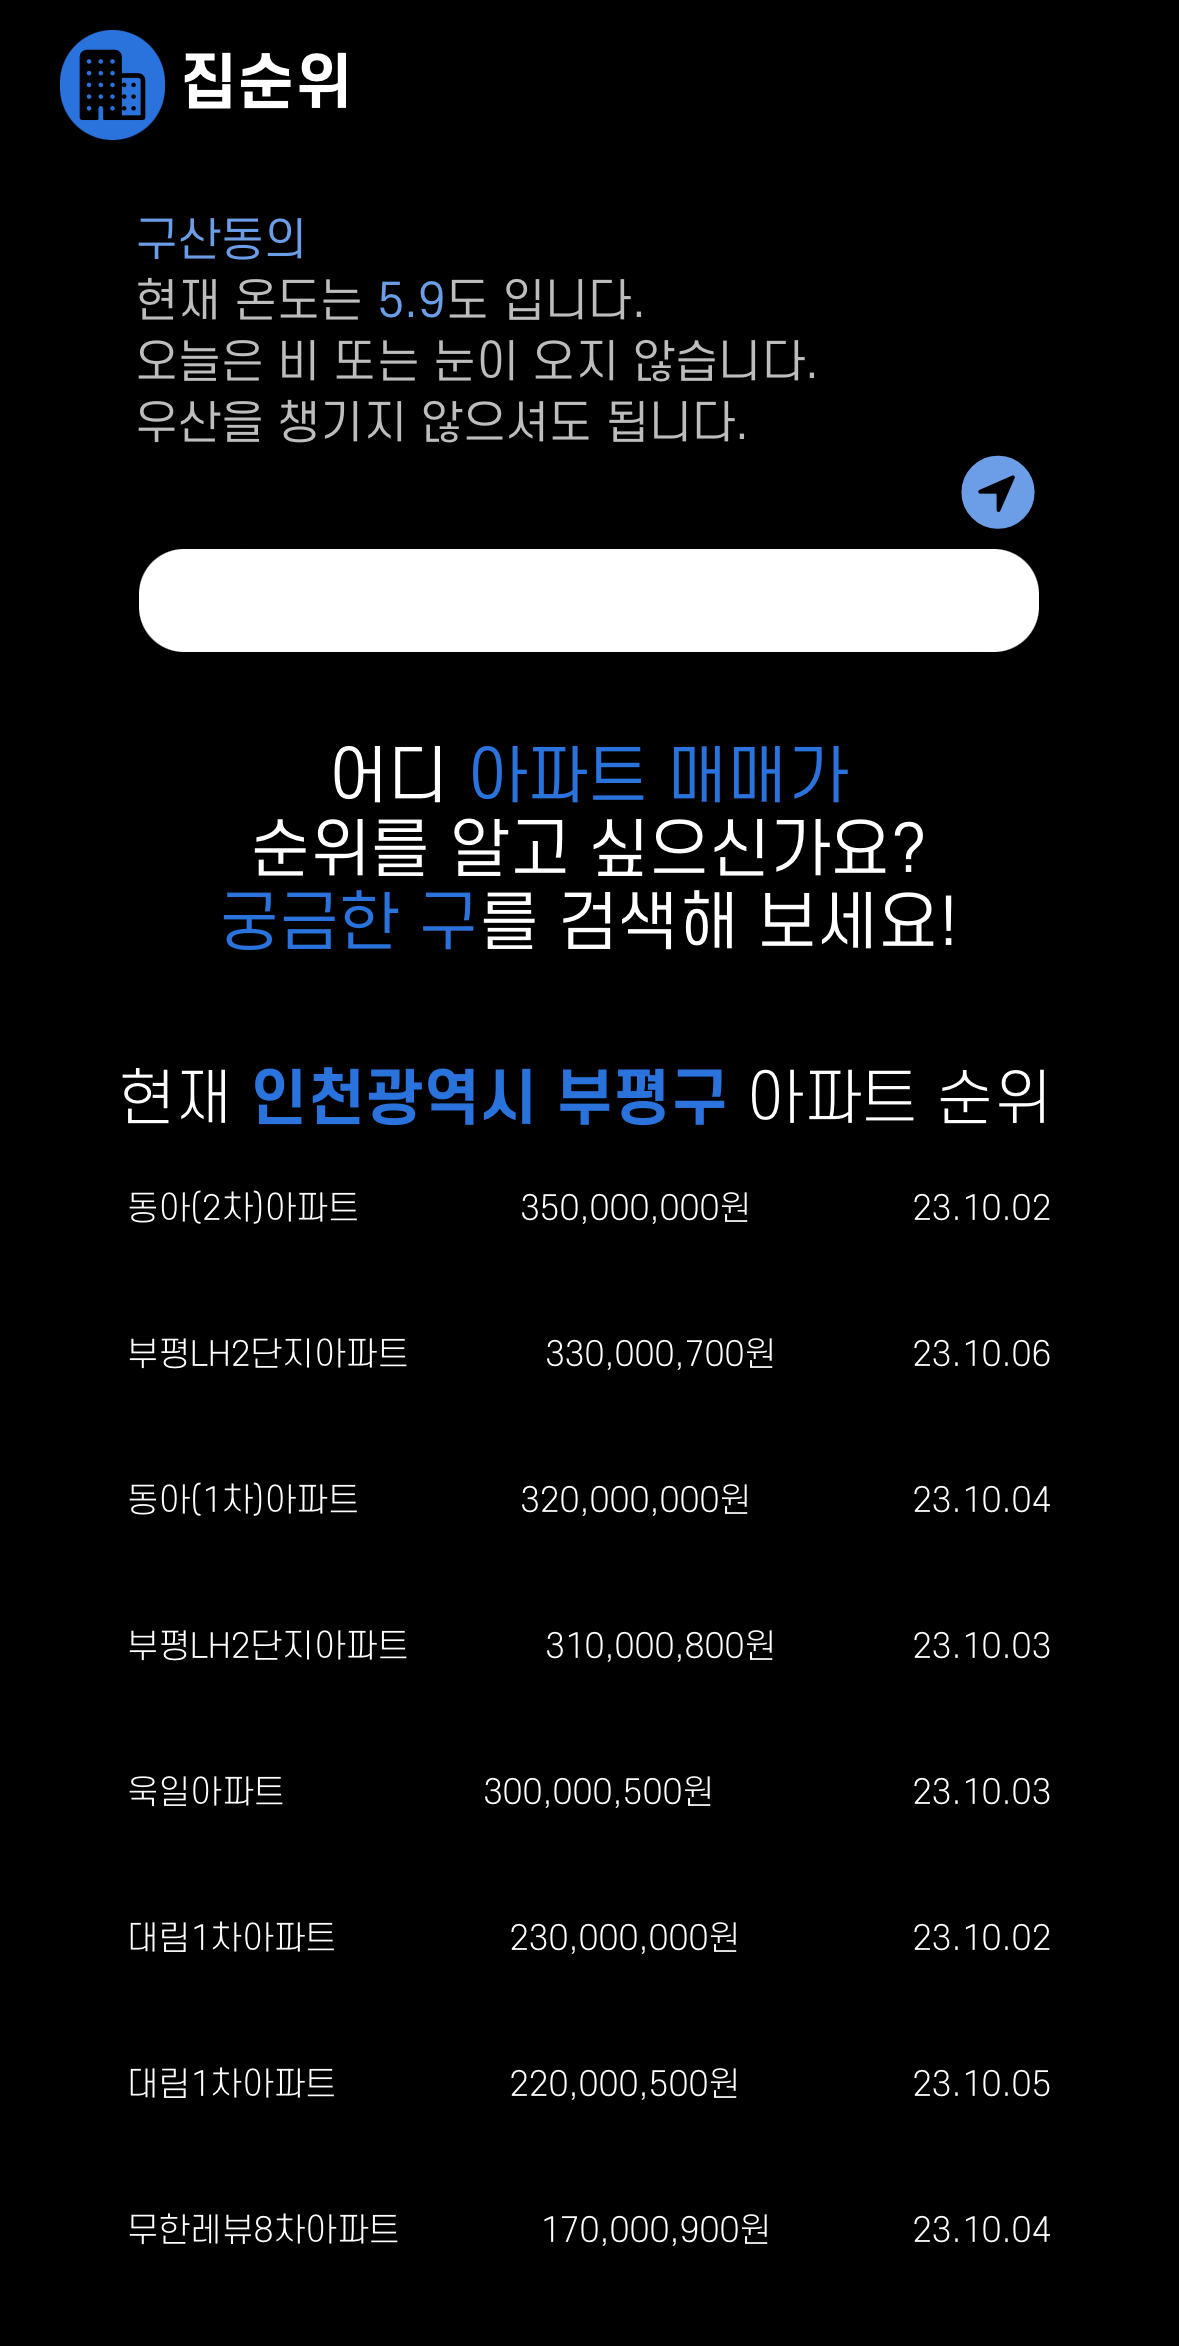 집순위
구산동의
현재 온도는 5.9도 입니다.
오늘은 비 또는 눈이 오지 않습니다.
우산을 챙기지 않으셔도 됩니다.
어디 아파트 매매가
순위를 알고 싶으신가요?
궁금한 구를 검색해 보세요!
현재 인천광역시 부평구 아파트 순위
동아(2차)아파트 350,000,000원 23.10.02
부평LH2단지아파트 330,000,700원 23.10.06
동아(1차)아파트 320,000,000원 23.10.04
부평LH2단지아파트 310,000,800원 23.10.03
욱일아파트 300,000,500원 23.10.03
대림1차아파트 230,000,000원 23.10.02
대림1차아파트 220,000,500원 23.10.05
무한레뷰8차아파트 170,000,900원 23.10.04